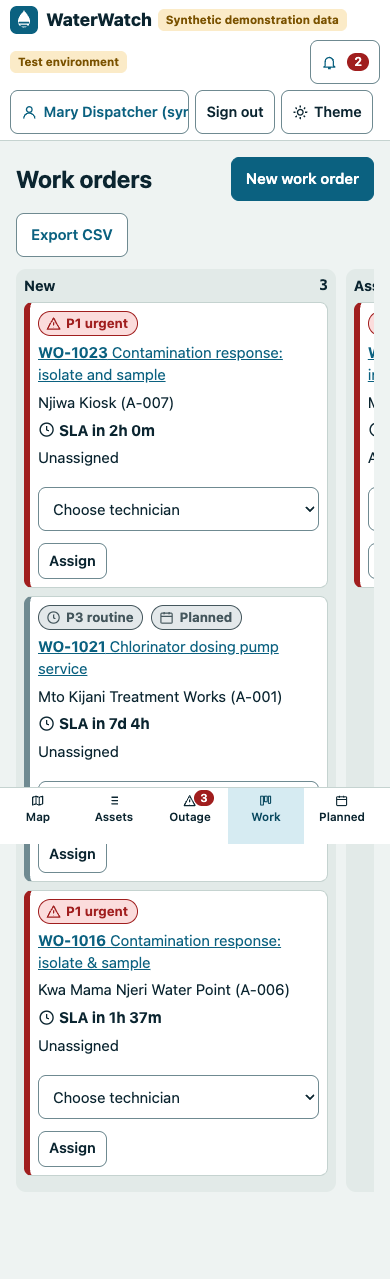 WaterWatch
Synthetic demonstration data
Test environment
2
Mary Dispatcher (syn
Sign out
Theme
Work orders
New work order
Export CSV
New
3
P1 urgent
WO-1023 Contamination response:
isolate and sample
Njiwa Kiosk (A-007)
SLA in 2h 0m
Unassigned
Choose technician
Assign
P3 routine
Planned
WO-1021 Chlorinator dosing pump
service
Mto Kijani Treatment Works (A-001)
SLA in 7d 4h
Unassigned
Map
Assets
3
Outage
Work
Planned
Assign
P1 urgent
WO-1016 Contamination response:
isolate & sample
Kwa Mama Njeri Water Point (A-006)
SLA in 1h 37m
Unassigned
Choose technician
Assign